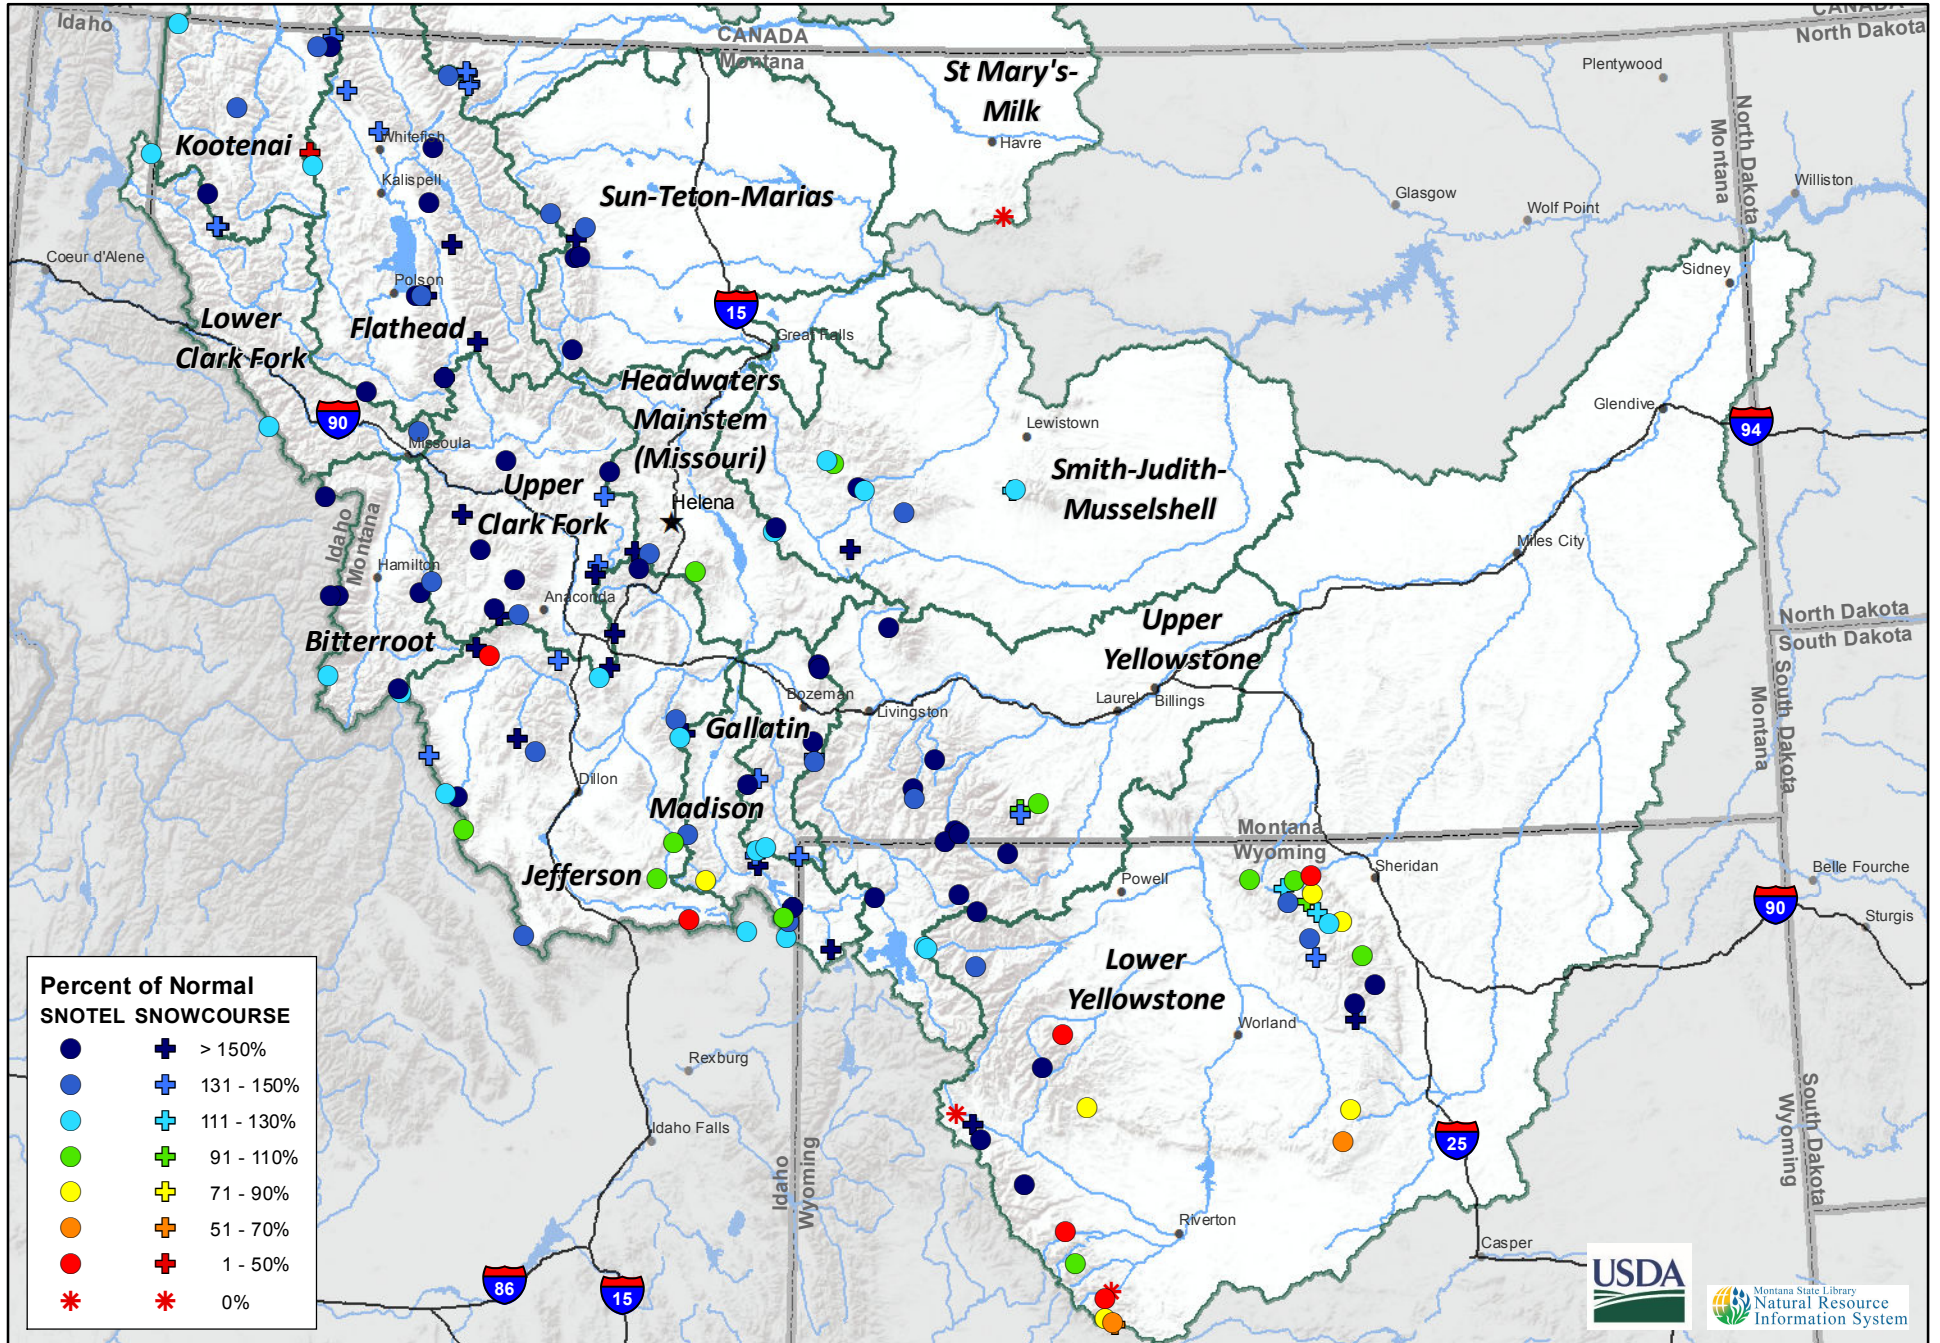 Idaho
CANADA
Montana
CANADA
North Dakota
St Mary's-
Milk
Plentywood
North Dakota
Montana
Havre
Whitefish
Kootenai
Kalispell
Sun-Teton-Marias
Glasgow
Wolf Point
Williston
Coeur d'Alene
Polson
Sidney
15
Lower
Clark Fork
Flathead
Great Falls
Headwaters
Mainstem
(Missouri)
90
Missoula
Lewistown
Glendive
94
Smith-Judith-
Musselshell
Upper
Clark Fork
Helena
Idaho
Montana
Hamilton
Anaconda
Miles City
Bitterroot
Upper
Yellowstone
North Dakota
South Dakota
South Dakota
Montana
Bozeman
Livingston
Laurel
Billings
Gallatin
Dillon
Madison
Jefferson
Montana
Wyoming
Sheridan
Powell
Belle Fourche
90
Sturgis
Lower
Yellowstone
Worland
Rexburg
Idaho Falls
Idaho
Wyoming
25
South Dakota
Wyoming
Riverton
Casper
86
15
Percent of Normal
SNOTEL SNOWCOURSE
> 150%
131 - 150%
111 - 130%
91 - 110%
71 - 90%
51 - 70%
1 - 50%
0%
USDA
Montana State Library
Natural Resource
Information System